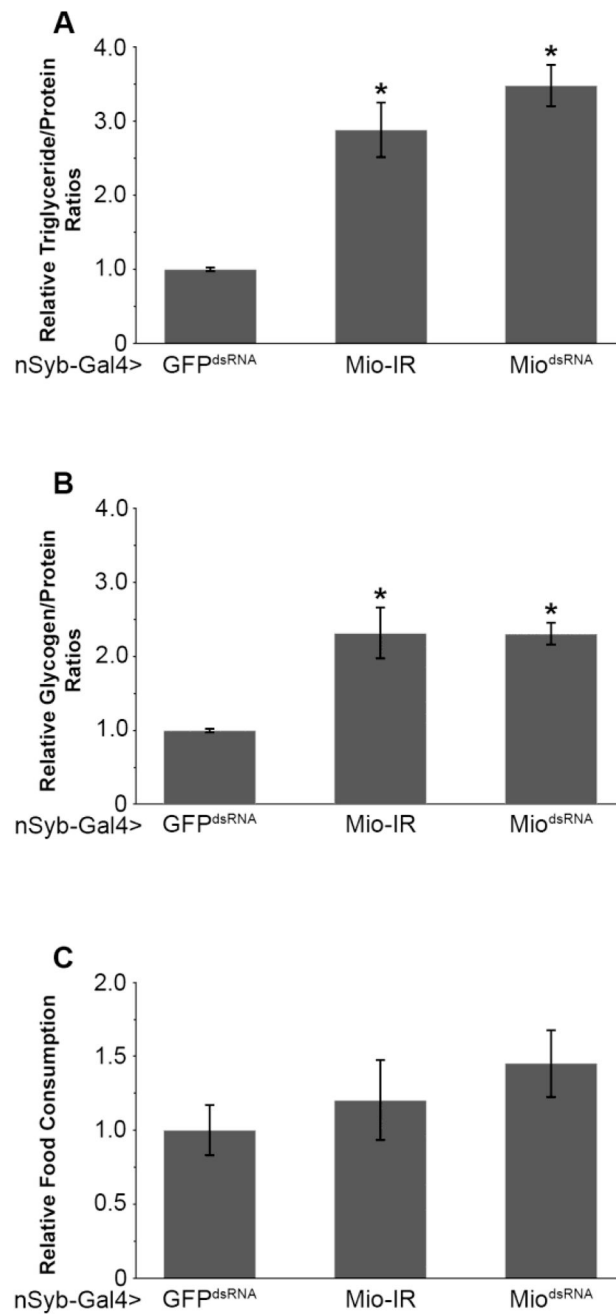 A
Relative Triglyceride/Protein
Ratios
4.0
3.0
2.0
1.0
0
*
*
nSyb-Gal4> GFPdsRNA Mio-IR MiodsRNA
B
Relative Glycogen/Protein
Ratios
4.0
3.0
2.0
1.0
0
*
*
nSyb-Gal4> GFPdsRNA Mio-IR MiodsRNA
C
Relative Food Consumption
2.0
1.5
1.0
0.5
0
nSyb-Gal4> GFPdsRNA Mio-IR MiodsRNA